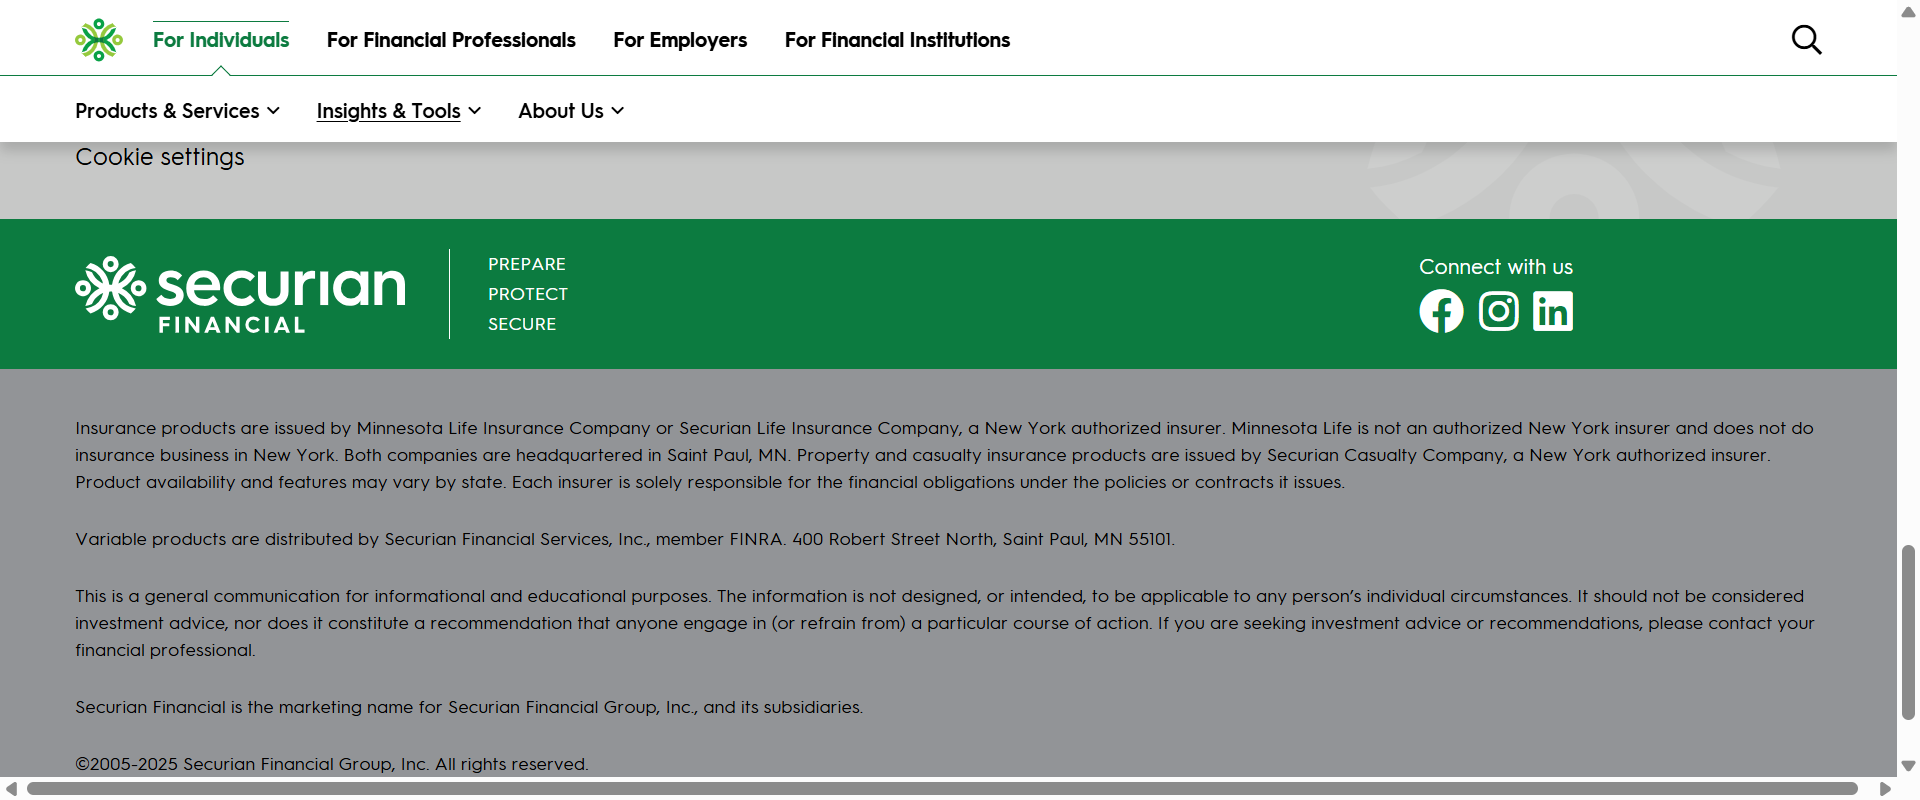 For Individuals For Financial Professionals For Employers For Financial Institutions
Products & Services Insights & Tools About Us
Cookie settings
securian
FINANCIAL
PREPARE
PROTECT
SECURE
Connect with us
Insurance products are issued by Minnesota Life Insurance Company or Securian Life Insurance Company, a New York authorized insurer. Minnesota Life is not an authorized New York insurer and does not do
insurance business in New York. Both companies are headquartered in Saint Paul, MN. Property and casualty insurance products are issued by Securian Casualty Company, a New York authorized insurer.
Product availability and features may vary by state. Each insurer is solely responsible for the financial obligations under the policies or contracts it issues.
Variable products are distributed by Securian Financial Services, Inc., member FINRA. 400 Robert Street North, Saint Paul, MN 55101.
This is a general communication for informational and educational purposes. The information is not designed, or intended, to be applicable to any person’s individual circumstances. It should not be considered
investment advice, nor does it constitute a recommendation that anyone engage in (or refrain from) a particular course of action. If you are seeking investment advice or recommendations, please contact your
financial professional.
Securian Financial is the marketing name for Securian Financial Group, Inc., and its subsidiaries.
©2005-2025 Securian Financial Group, Inc. All rights reserved.